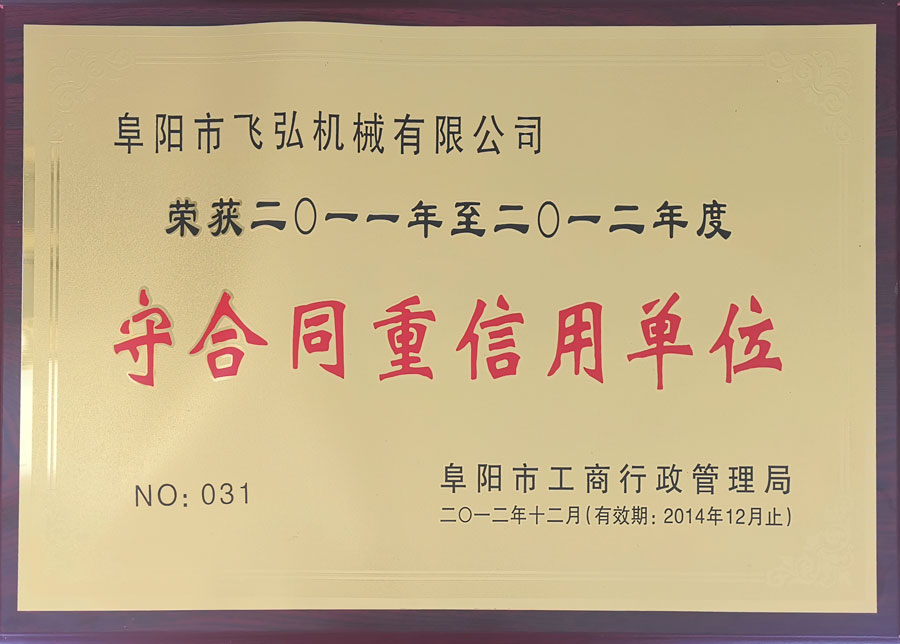 阜阳市飞弘机械有限公司
荣获二〇一一年至二〇一二年度
守合同重信用单位
NO: 031
阜阳市工商行政管理局
二〇一二年十二月(有效期: 2014年12月止)